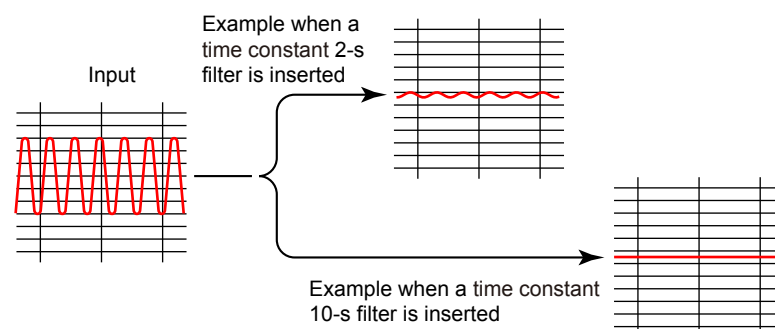 Example when a
time constant 2-s
filter is inserted
Input
Example when a time constant
10-s filter is inserted